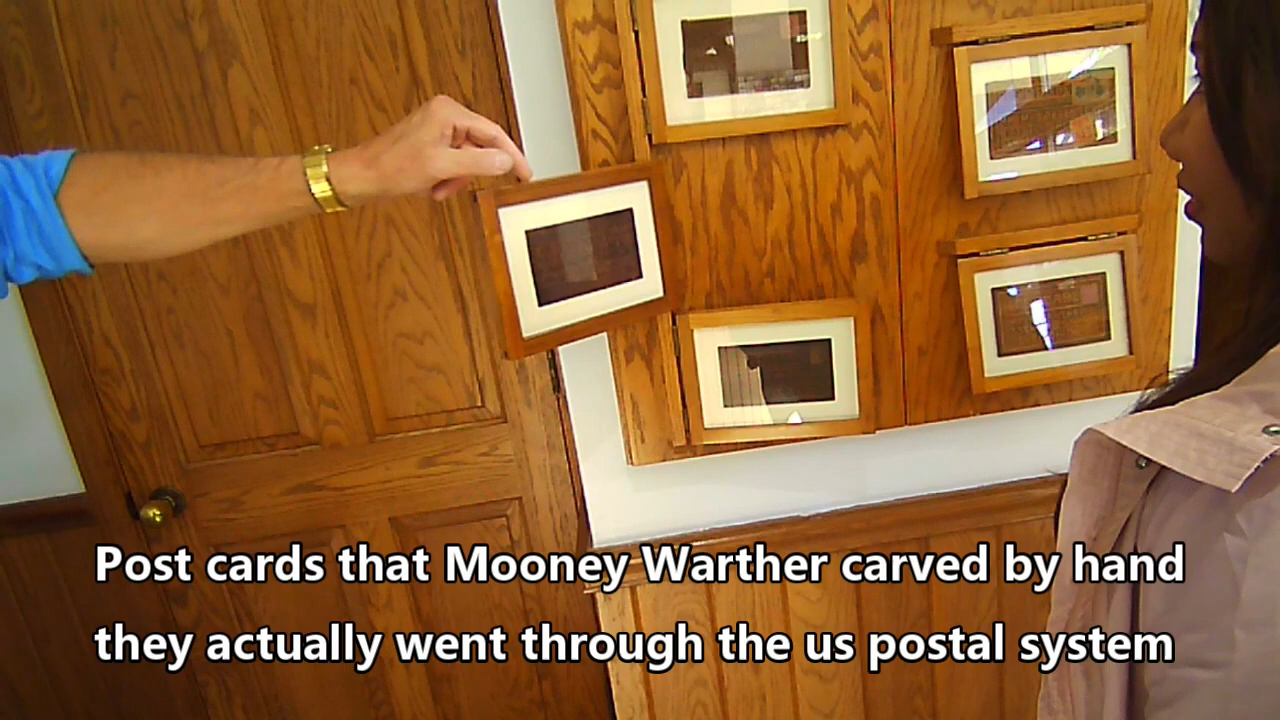 Post cards that Mooney Warther carved by hand
they actually went through the us postal system